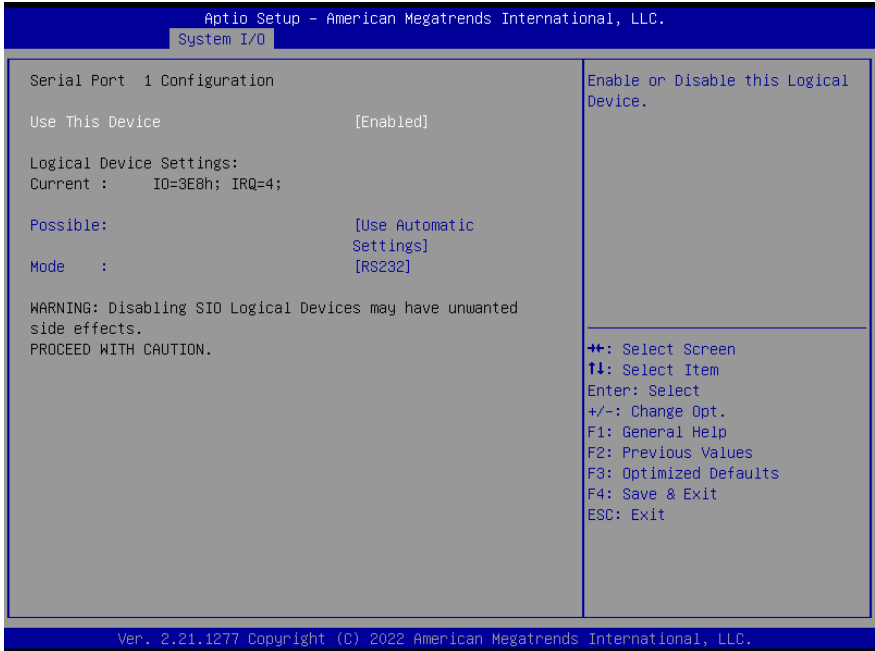 Aptio Setup – American Megatrends International, LLC.
System I/O
Serial Port  1 Configuration
Use This Device [Enabled]
Logical Device Settings:
Current :     IO=3E8h; IRQ=4;
Possible: [Use Automatic
Settings]
Mode    : [RS232]
WARNING: Disabling SIO Logical Devices may have unwanted
side effects.
PROCEED WITH CAUTION.
Enable or Disable this Logical
Device.
→←: Select Screen
↑↓: Select Item
Enter: Select
+/-: Change Opt.
F1: General Help
F2: Previous Values
F3: Optimized Defaults
F4: Save & Exit
ESC: Exit
Ver. 2.21.1277 Copyright (C) 2022 American Megatrends International, LLC.